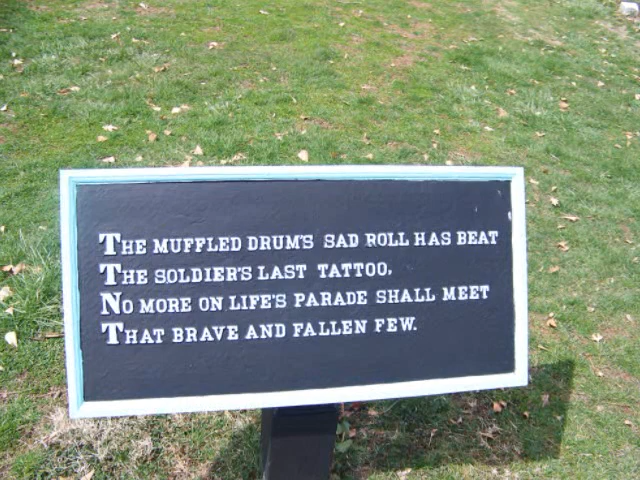 THE MUFFLED DRUM'S SAD ROLL HAS BEAT
THE SOLDIER'S LAST TATTOO.
NO MORE ON LIFE'S PARADE SHALL MEET
THAT BRAVE AND FALLEN FEW.